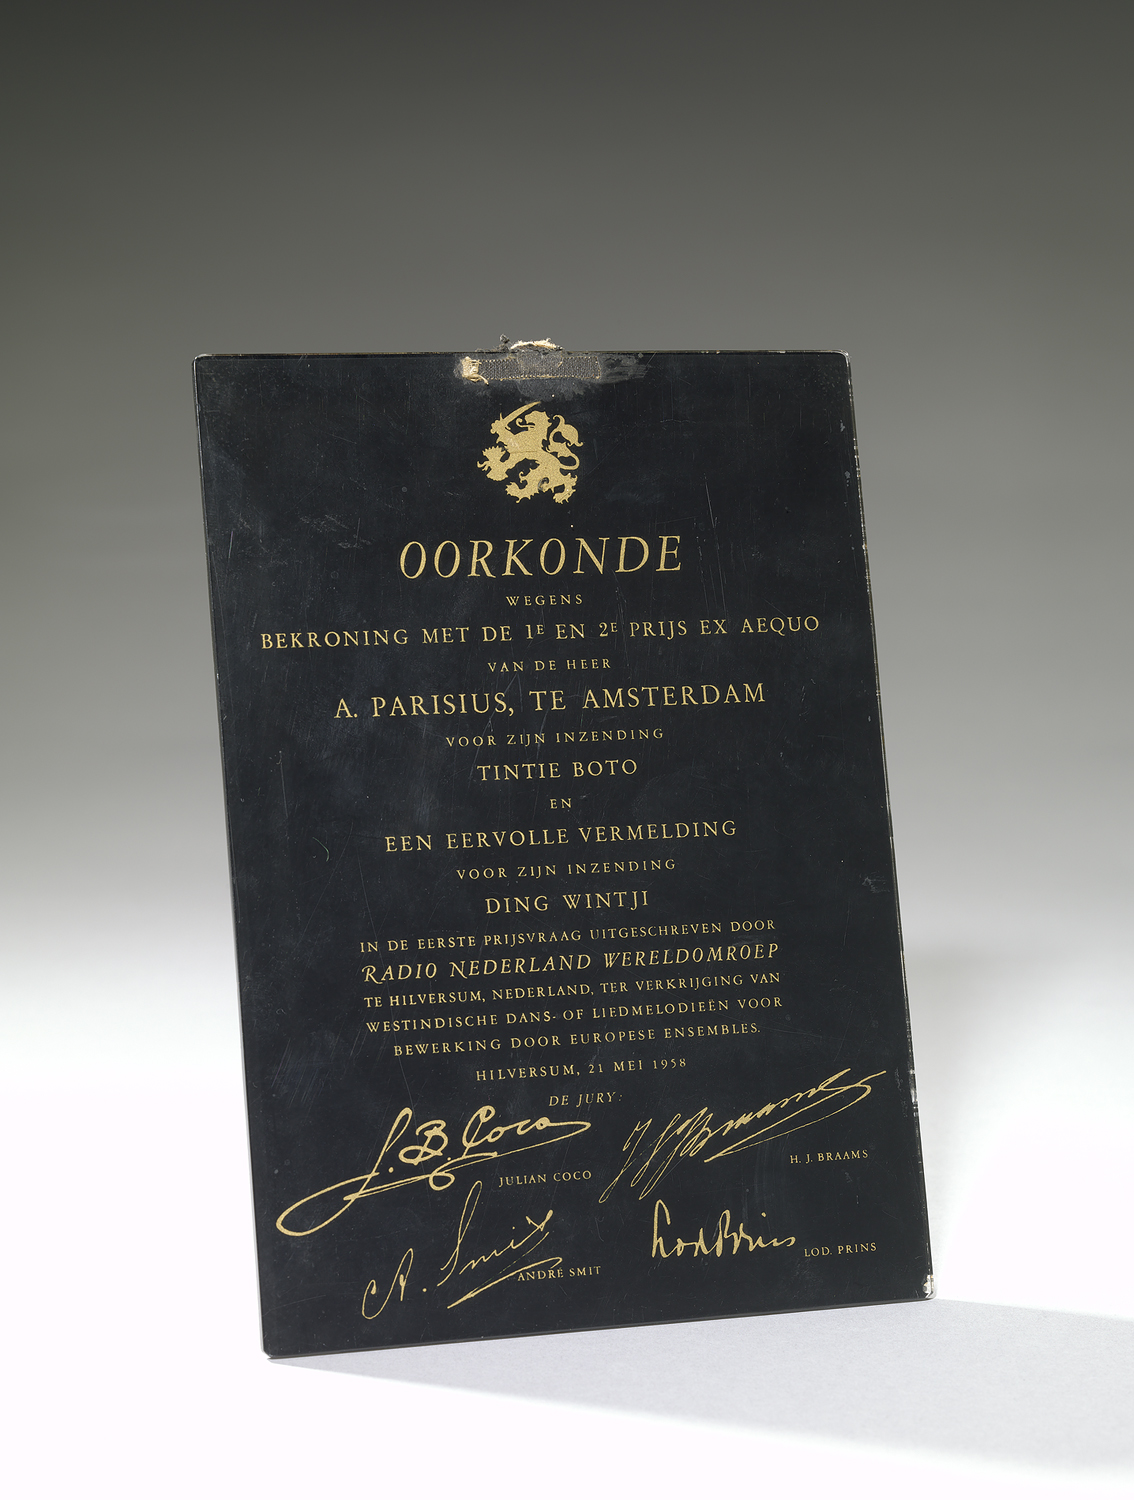 OORKONDE
WEGENS
BEKRONING MET DE 1E EN 2E PRIJS EX AEQUO
VAN DE HEER
A. PARISIUS, TE AMSTERDAM
VOOR ZIJN INZENDING
TINTIE BOTO
EN
EEN EERVOLLE VERMELDING
VOOR ZIJN INZENDING
DING WINTJI
IN DE EERSTE PRIJSVRAAG UITGESCHREVEN DOOR
RADIO NEDERLAND WERELDOMROEP
TE HILVERSUM, NEDERLAND, TER VERKRIJGING VAN
WESTINDISCHE DANS- OF LIEDMELODIEËN VOOR
BEWERKING DOOR EUROPESE ENSEMBLES.
HILVERSUM, 21 MEI 1958
DE JURY:
J. B. Coco
JULIAN COCO
HJBraams
H. J. BRAAMS
A. Smit
ANDRÉ SMIT
Lod Prins
LOD. PRINS